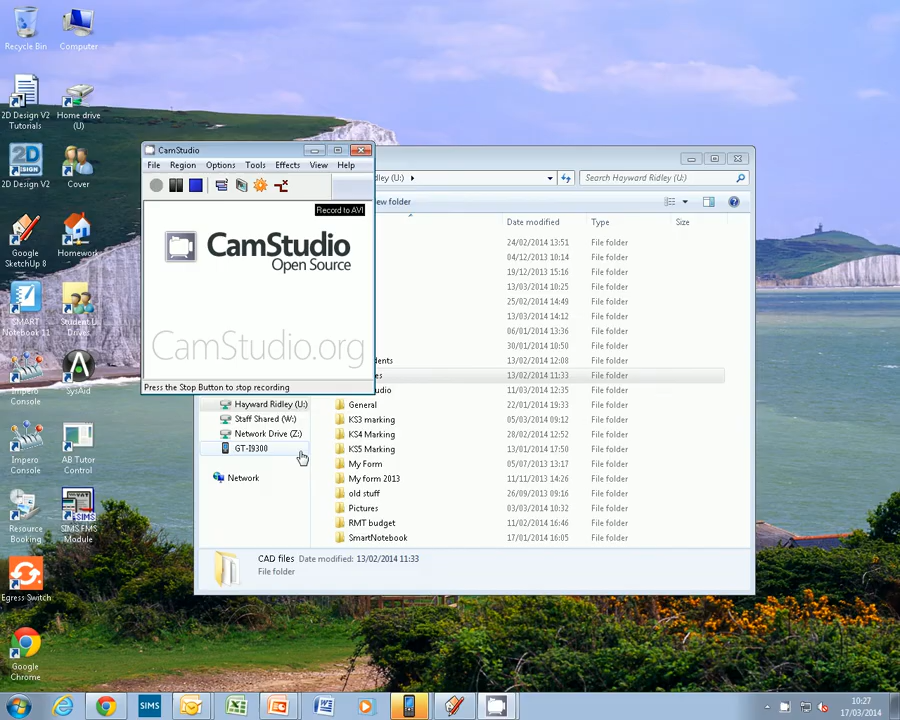 Recycle Bin
Computer
2D Design V2 Tutorials
Home drive (U)
2D Design V2
Cover
Google SketchUp 8
Homework
SMART Notebook 11
Student U Drives
Impero Console
SysAid
Impero Console
AB Tutor Control
Resource Booking
SIMS FMS Module
Egress Switch
Google Chrome
CamStudio
File Region Options Tools Effects View Help
Record to AVI
CamStudio
Open Source
CamStudio.org
Press the Stop Button to stop recording
(U:)
Search Hayward Ridley (U:)
ew folder
Date modified Type Size
24/02/2014 13:51 File folder
04/12/2013 10:14 File folder
19/12/2013 15:16 File folder
13/03/2014 10:25 File folder
25/02/2014 14:49 File folder
13/03/2014 14:12 File folder
06/01/2014 13:36 File folder
30/01/2014 10:50 File folder
dents 13/02/2014 12:08 File folder
es 13/02/2014 11:33 File folder
udio 11/03/2014 12:35 File folder
General 22/01/2014 19:33 File folder
KS3 marking 05/03/2014 09:12 File folder
KS4 Marking 28/02/2014 12:52 File folder
KS5 Marking 13/01/2014 17:50 File folder
My Form 05/07/2013 13:17 File folder
My form 2013 11/11/2013 14:26 File folder
old stuff 26/09/2013 09:16 File folder
Pictures 03/03/2014 10:32 File folder
RMT budget 11/02/2014 16:46 File folder
SmartNotebook 17/01/2014 16:05 File folder
Hayward Ridley (U:)
Staff Shared (W:)
Network Drive (Z:)
GT-I9300
Network
CAD files Date modified: 13/02/2014 11:33
File folder
SIMS
10:27
17/03/2014